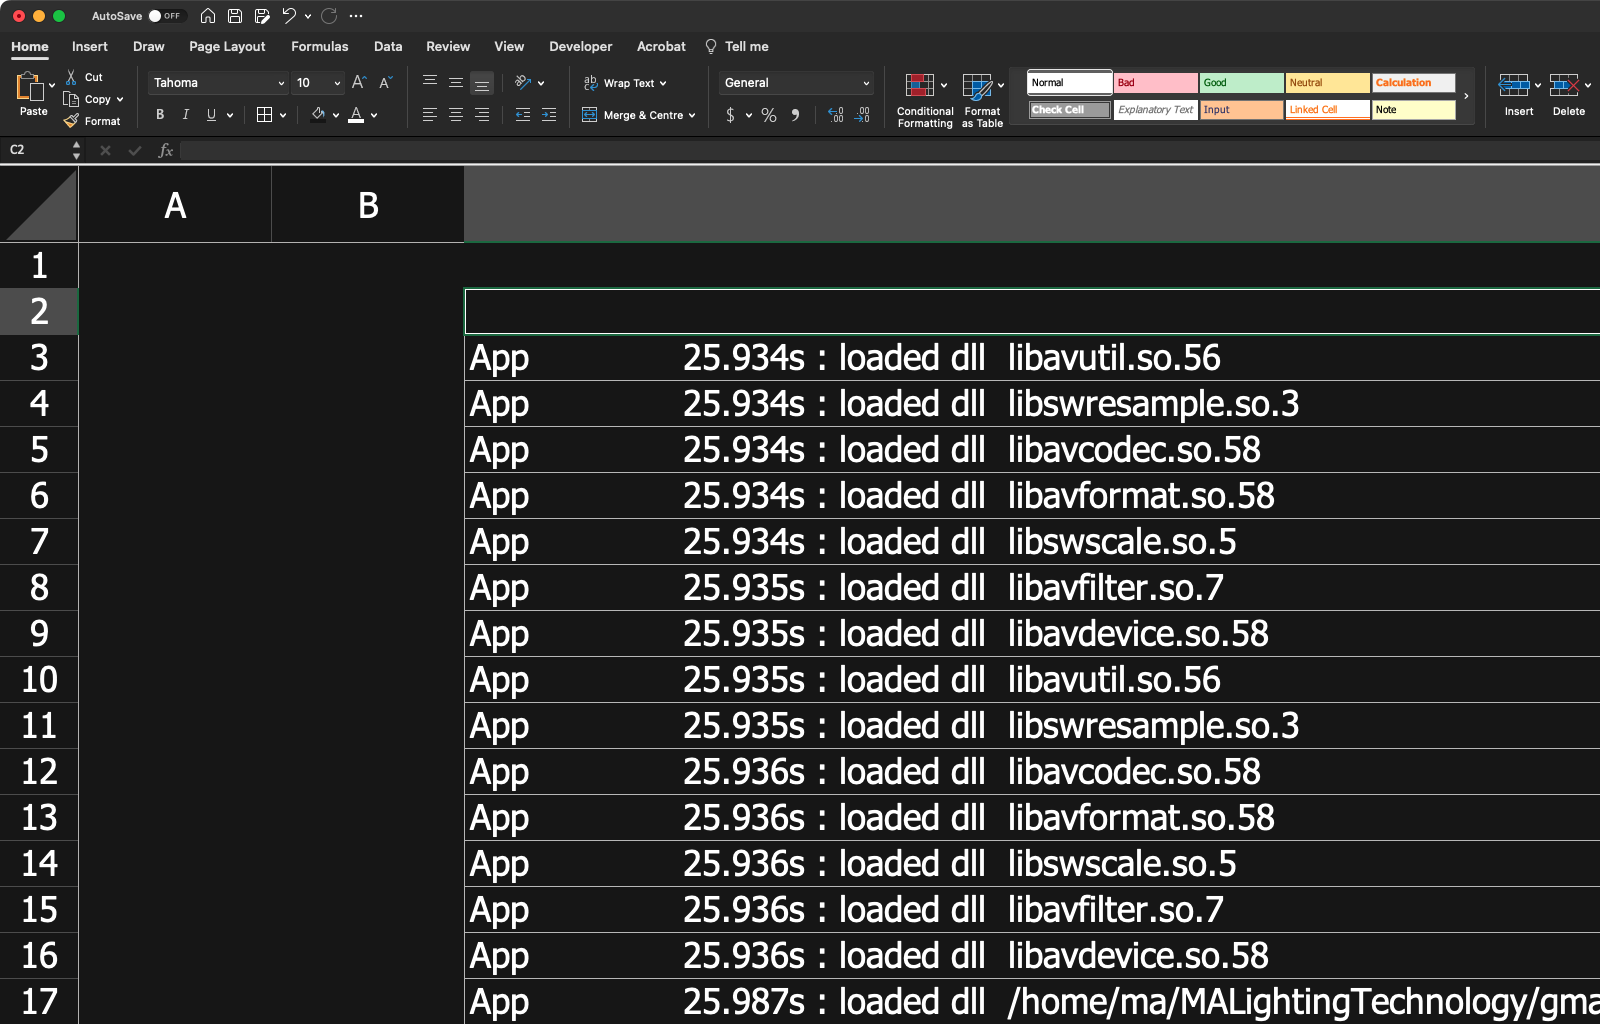 AutoSave OFF
Home Insert Draw Page Layout Formulas Data Review View Developer Acrobat Tell me
Paste Cut Copy Format
Tahoma 10 A A
B I U A
ab Wrap Text
Merge & Centre
General
$ % 9 .00 .00
Conditional Formatting
Format as Table
Normal Bad Good Neutral Calculation
Check Cell Explanatory Text Input Linked Cell Note
Insert Delete
C2 fx
A B
1
2
3 App 25.934s : loaded dll libavutil.so.56
4 App 25.934s : loaded dll libswresample.so.3
5 App 25.934s : loaded dll libavcodec.so.58
6 App 25.934s : loaded dll libavformat.so.58
7 App 25.934s : loaded dll libswscale.so.5
8 App 25.935s : loaded dll libavfilter.so.7
9 App 25.935s : loaded dll libavdevice.so.58
10 App 25.935s : loaded dll libavutil.so.56
11 App 25.935s : loaded dll libswresample.so.3
12 App 25.936s : loaded dll libavcodec.so.58
13 App 25.936s : loaded dll libavformat.so.58
14 App 25.936s : loaded dll libswscale.so.5
15 App 25.936s : loaded dll libavfilter.so.7
16 App 25.936s : loaded dll libavdevice.so.58
17 App 25.987s : loaded dll /home/ma/MALightingTechnology/gma